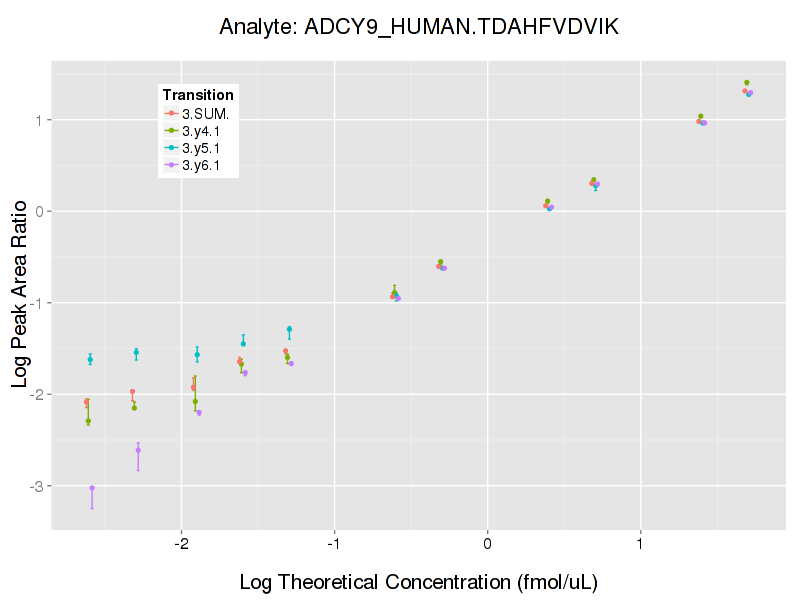 Analyte: ADCY9_HUMAN.TDAHFVDVIK
Transition
3.SUM.
3.y4.1
3.y5.1
3.y6.1
1
0
-1
-2
-3
Log Peak Area Ratio
-2
-1
0
1
Log Theoretical Concentration (fmol/uL)